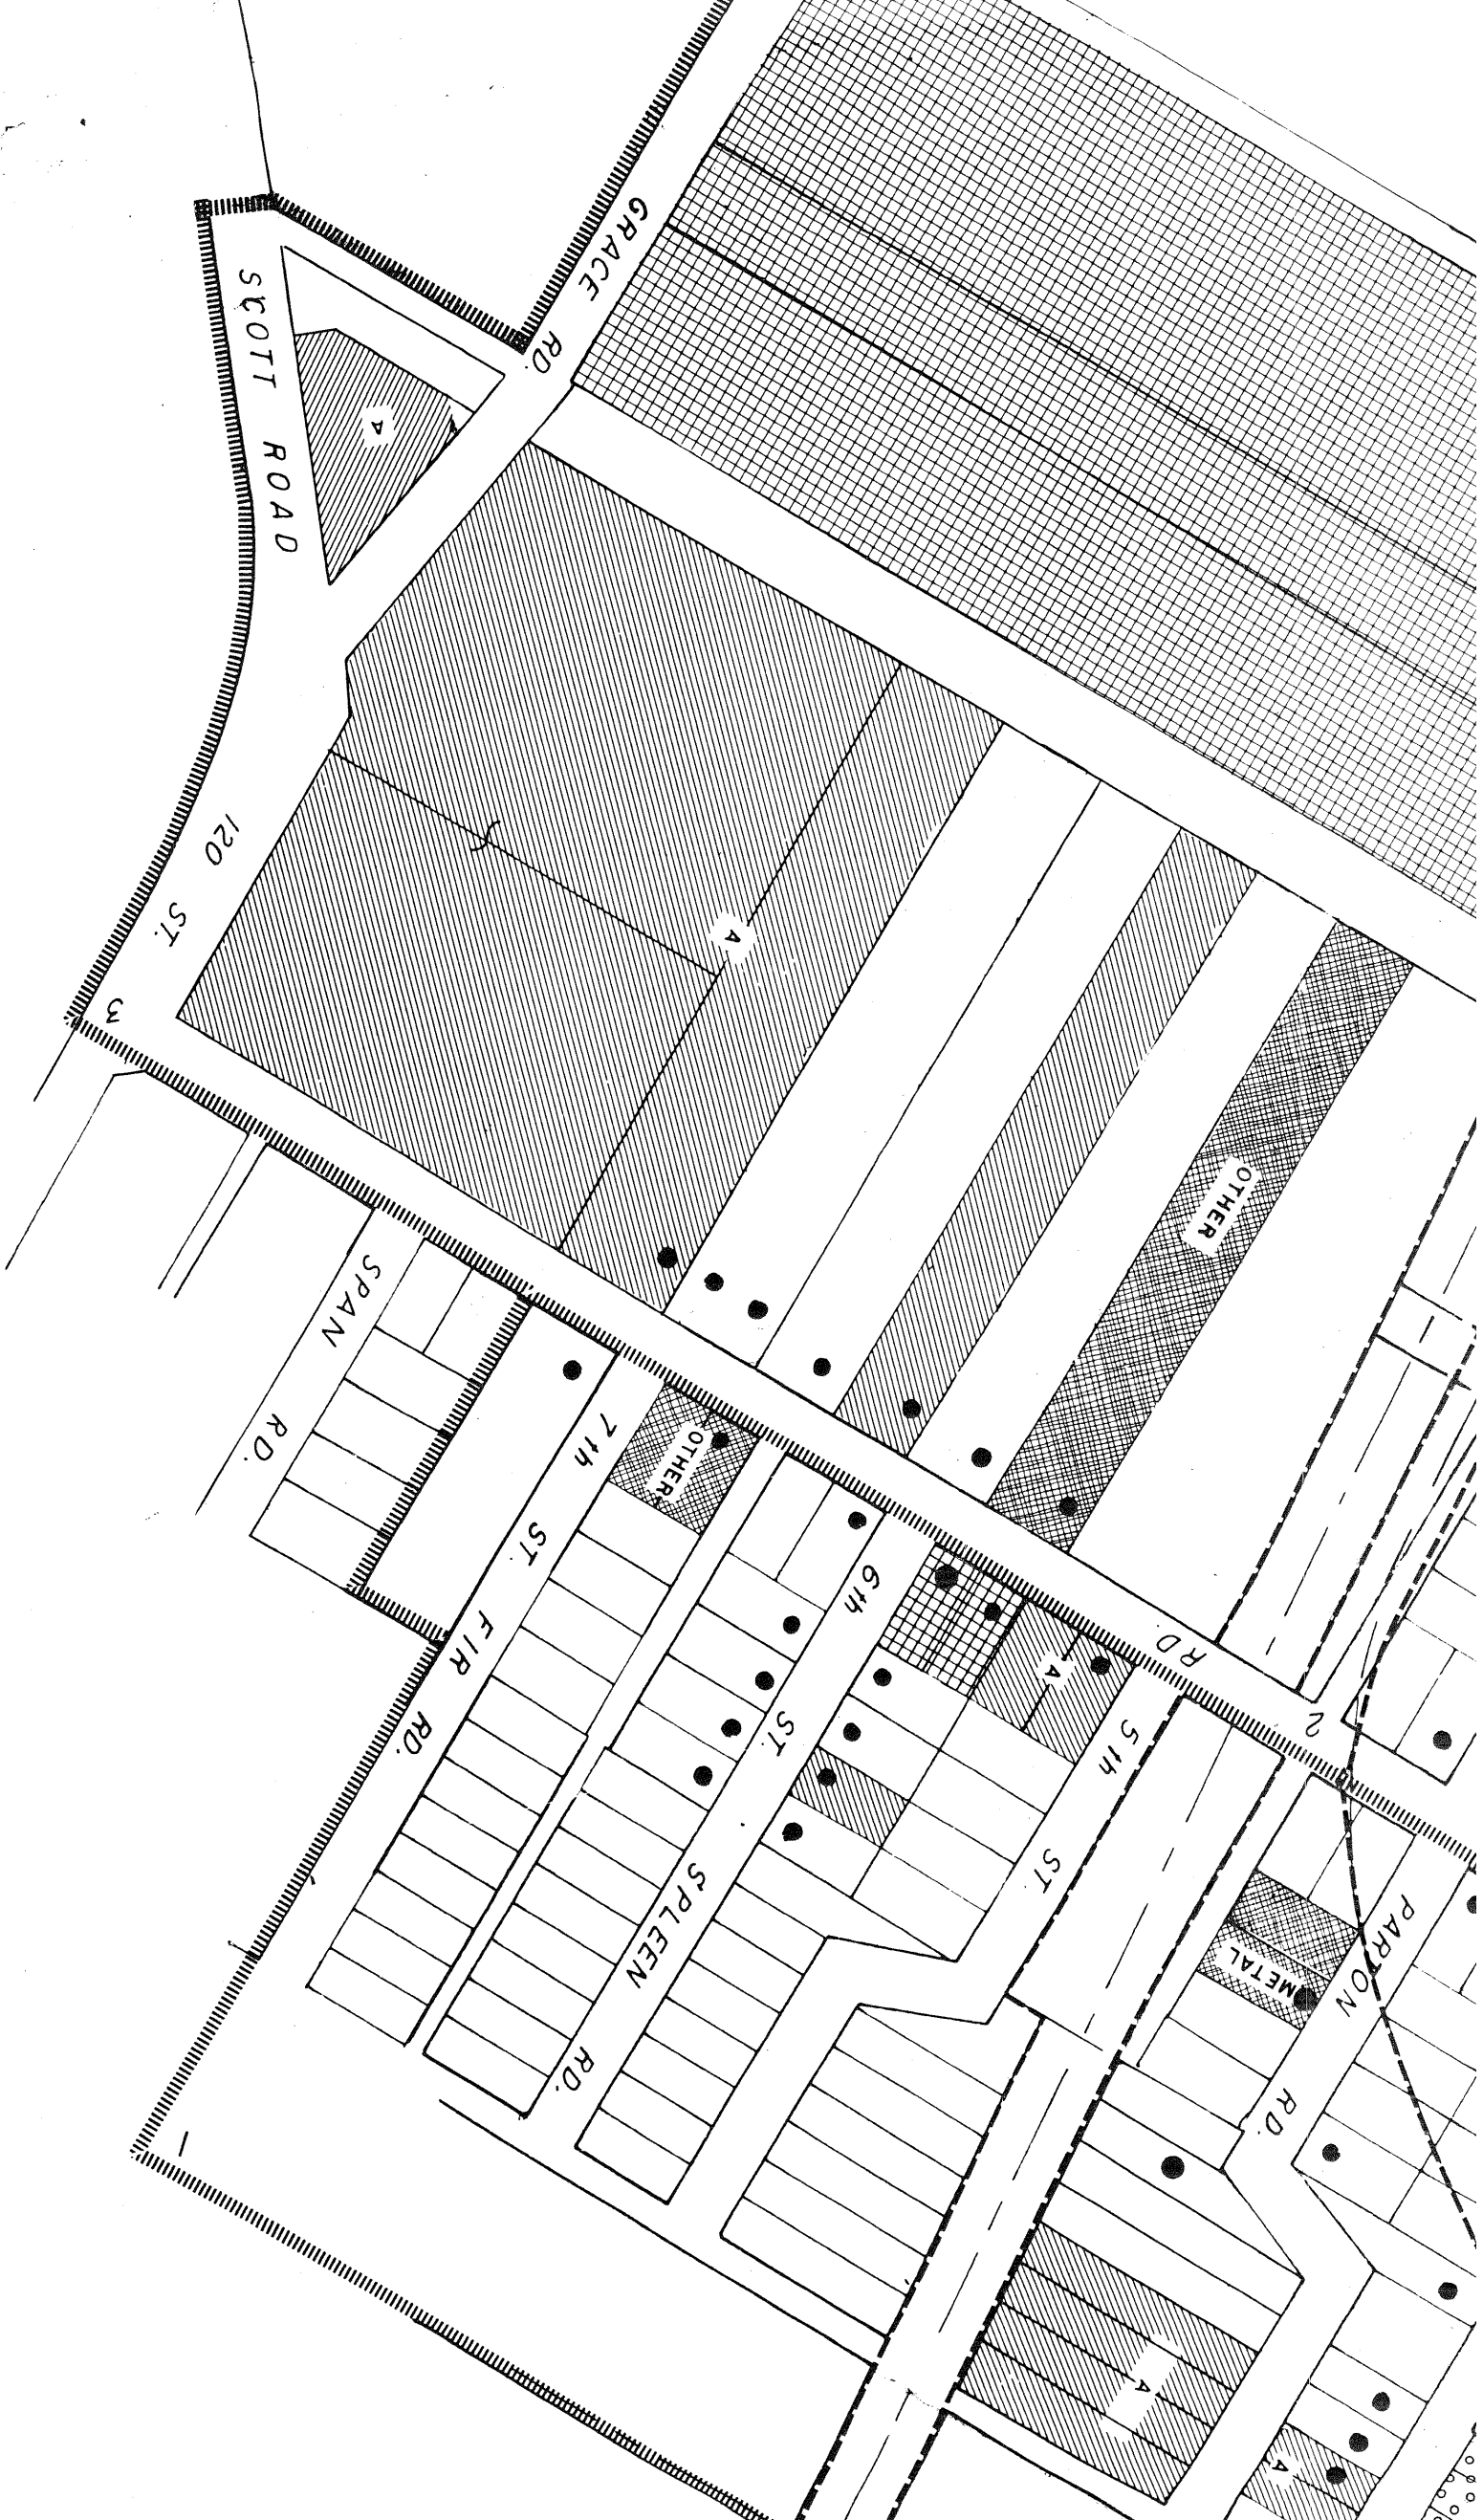 GRACE RD.
SCOTT ROAD
A
120 ST.
3
A
OTHER
SPAN RD.
7th ST.
FIR RD.
OTHER
6th ST.
SPLEEN RD.
A
RD
2
5th ST.
METAL
PARTON RD.
1
A
A